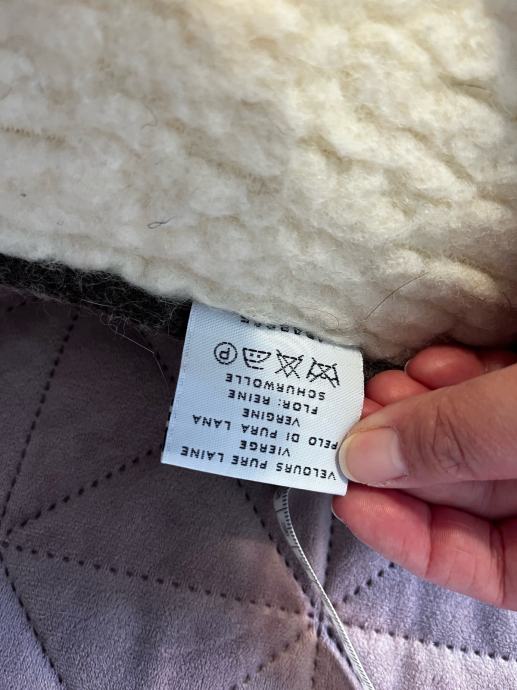 VELOURS PURE LAINE
VIERGE
PELO DI PURA LANA
VERGINE
FLOR: REINE
SCHURWOLLE
P